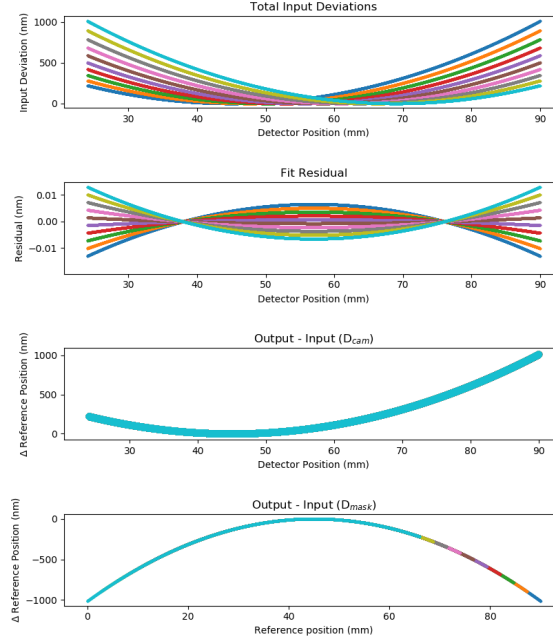 Total Input Deviations
Input Deviation (nm)
1000
500
0
30 40 50 60 70 80 90
Detector Position (mm)
Fit Residual
Residual (nm)
0.01
0.00
−0.01
30 40 50 60 70 80 90
Detector Position (mm)
Output - Input (Dcam)
Δ Reference Position (nm)
1000
500
0
30 40 50 60 70 80 90
Detector Position (mm)
Output - Input (Dmask)
Δ Reference Position (nm)
0
−500
−1000
0 20 40 60 80
Reference position (mm)